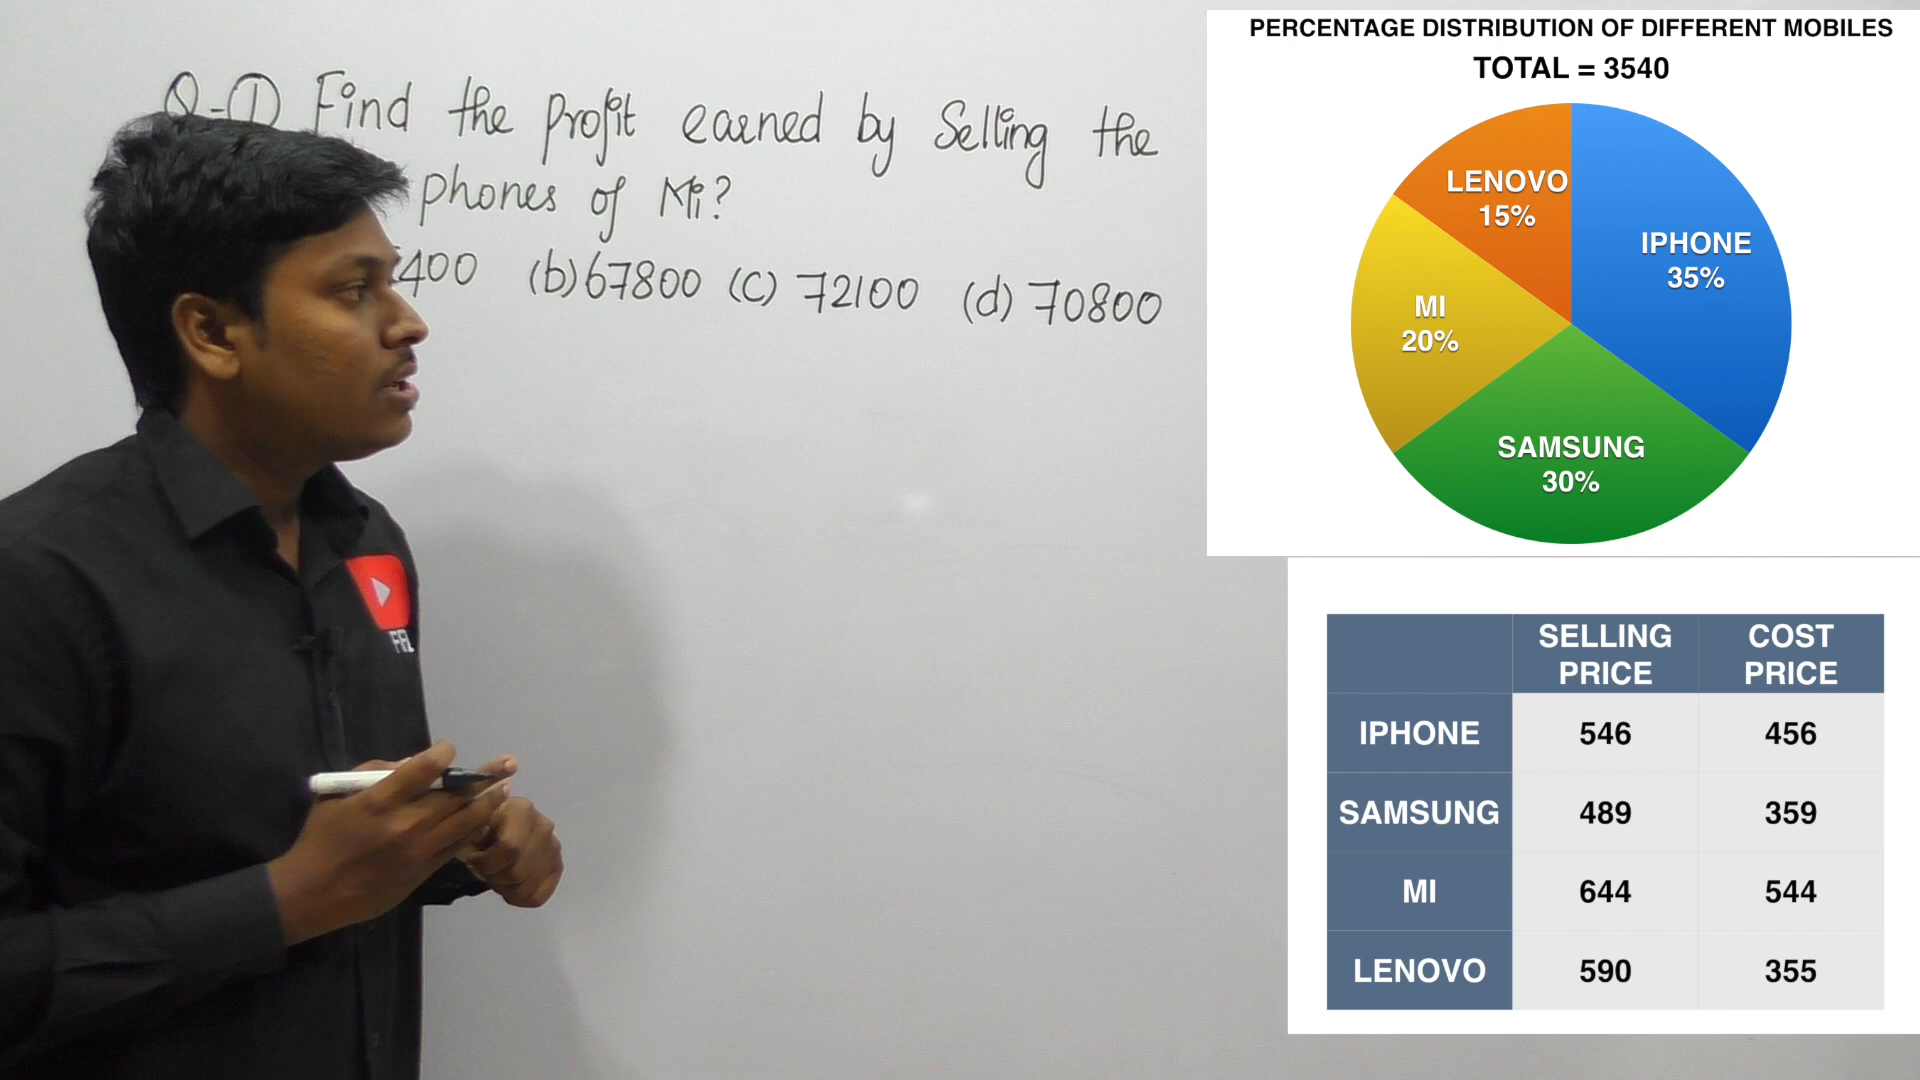 Q-① Find the Profit earned by Selling the
Phones of Mi?
400 (b) 67800 (c) 72100 (d) 70800
PERCENTAGE DISTRIBUTION OF DIFFERENT MOBILES
TOTAL = 3540
LENOVO
15%
IPHONE
35%
MI
20%
SAMSUNG
30%
SELLING PRICE COST PRICE
IPHONE 546 456
SAMSUNG 489 359
MI 644 544
LENOVO 590 355